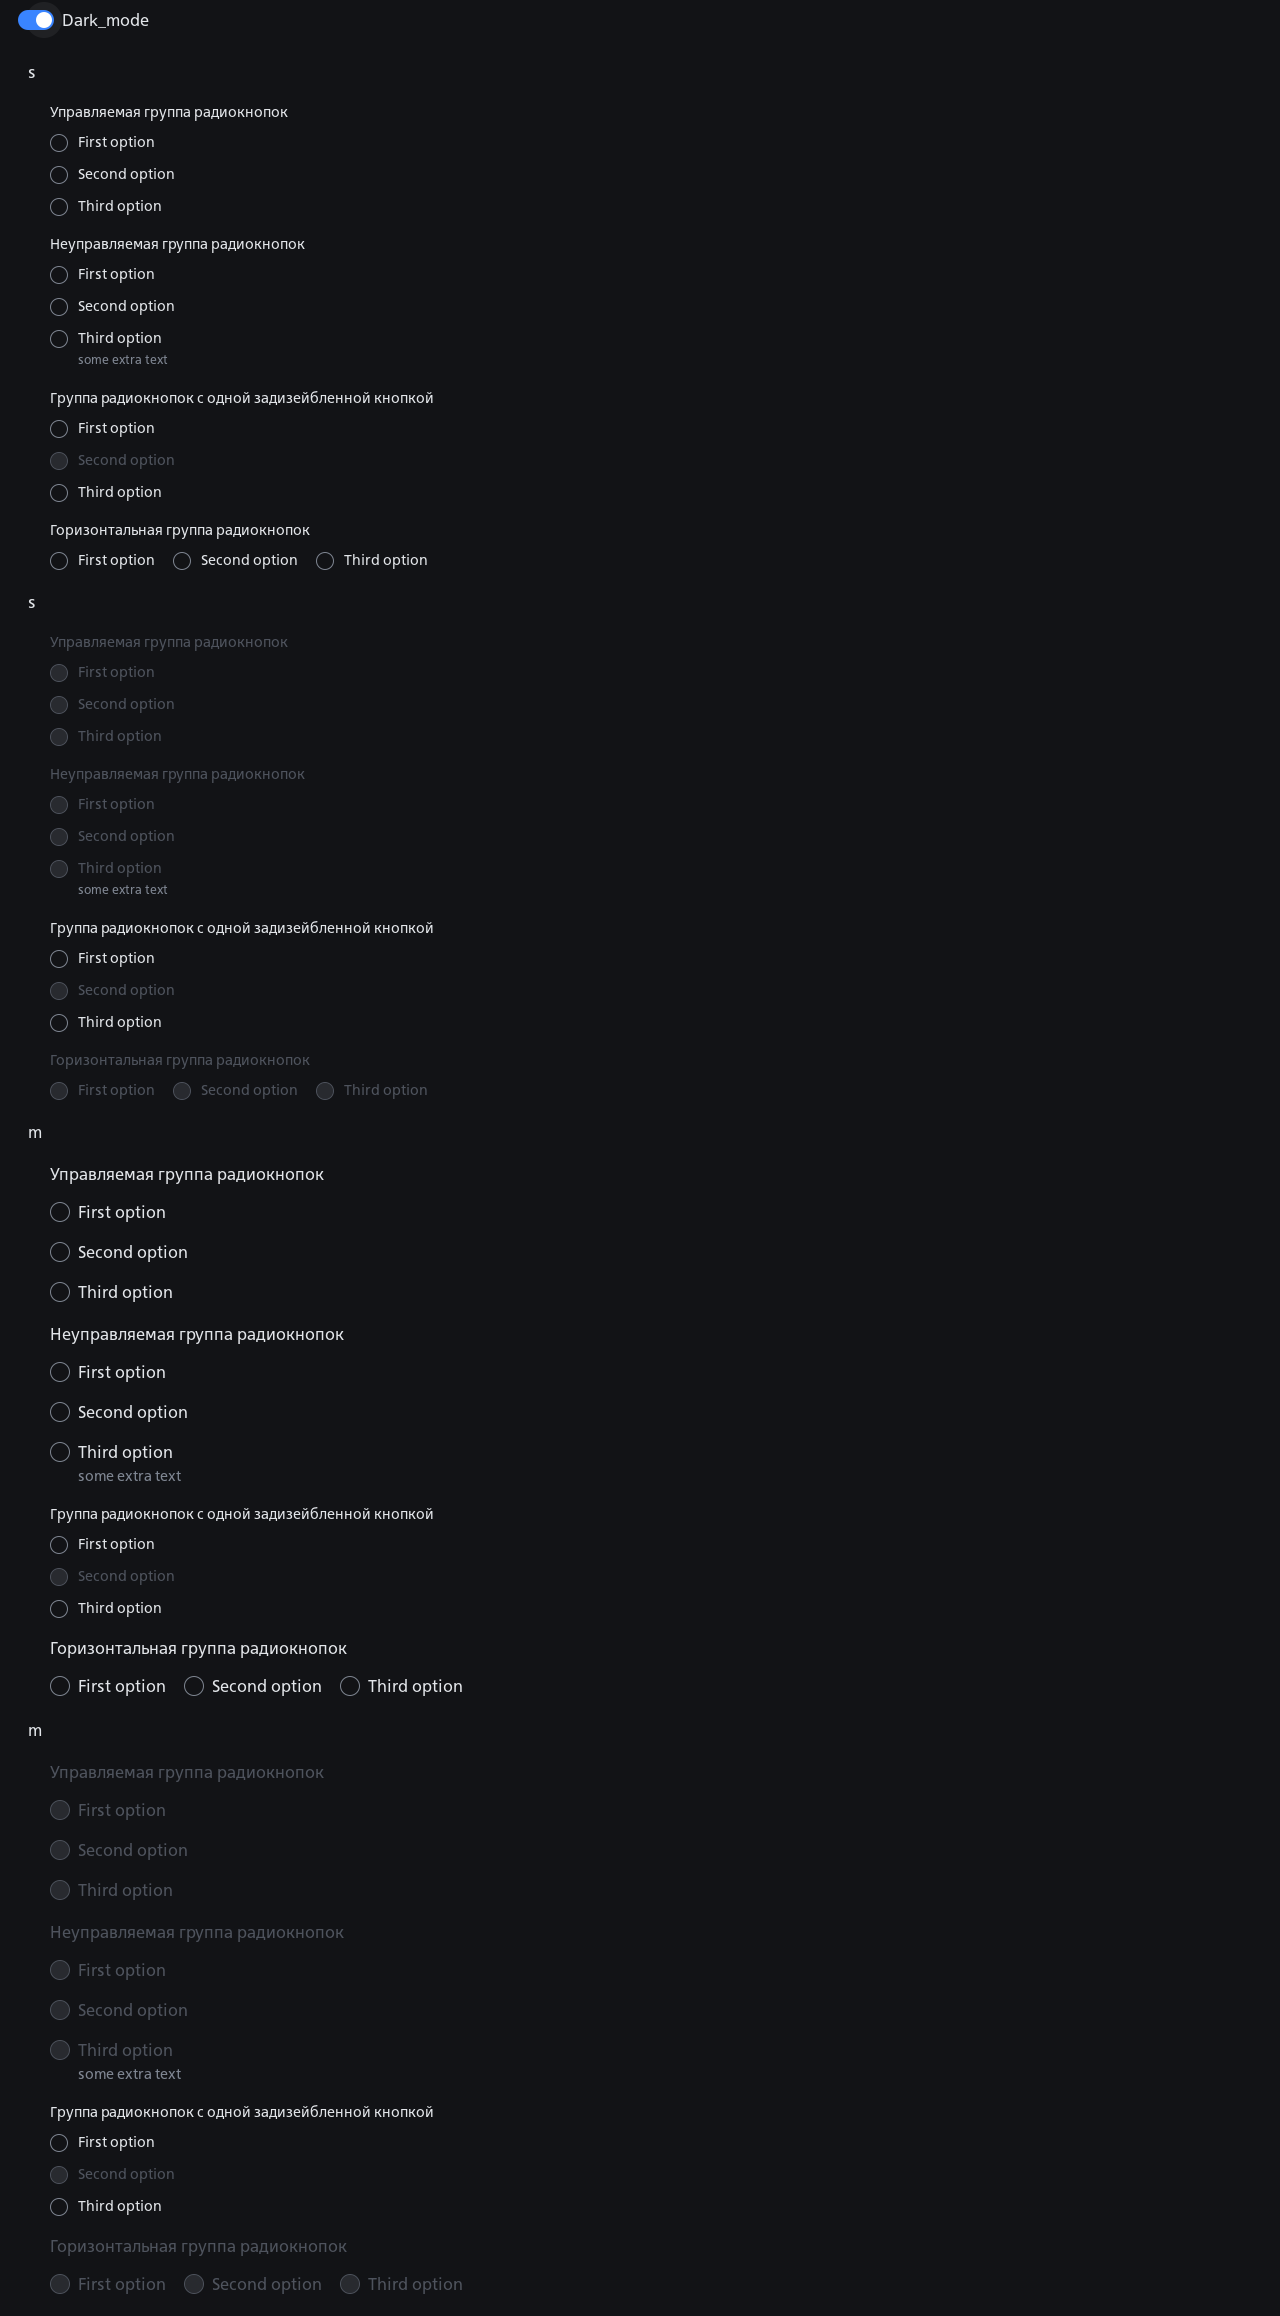 Dark_mode
s
Управляемая группа радиокнопок
First option
Second option
Third option
Неуправляемая группа радиокнопок
First option
Second option
Third option
some extra text
Группа радиокнопок с одной задизейбленной кнопкой
First option
Second option
Third option
Горизонтальная группа радиокнопок
First option Second option Third option
s
Управляемая группа радиокнопок
First option
Second option
Third option
Неуправляемая группа радиокнопок
First option
Second option
Third option
some extra text
Группа радиокнопок с одной задизейбленной кнопкой
First option
Second option
Third option
Горизонтальная группа радиокнопок
First option Second option Third option
m
Управляемая группа радиокнопок
First option
Second option
Third option
Неуправляемая группа радиокнопок
First option
Second option
Third option
some extra text
Группа радиокнопок с одной задизейбленной кнопкой
First option
Second option
Third option
Горизонтальная группа радиокнопок
First option Second option Third option
m
Управляемая группа радиокнопок
First option
Second option
Third option
Неуправляемая группа радиокнопок
First option
Second option
Third option
some extra text
Группа радиокнопок с одной задизейбленной кнопкой
First option
Second option
Third option
Горизонтальная группа радиокнопок
First option Second option Third option